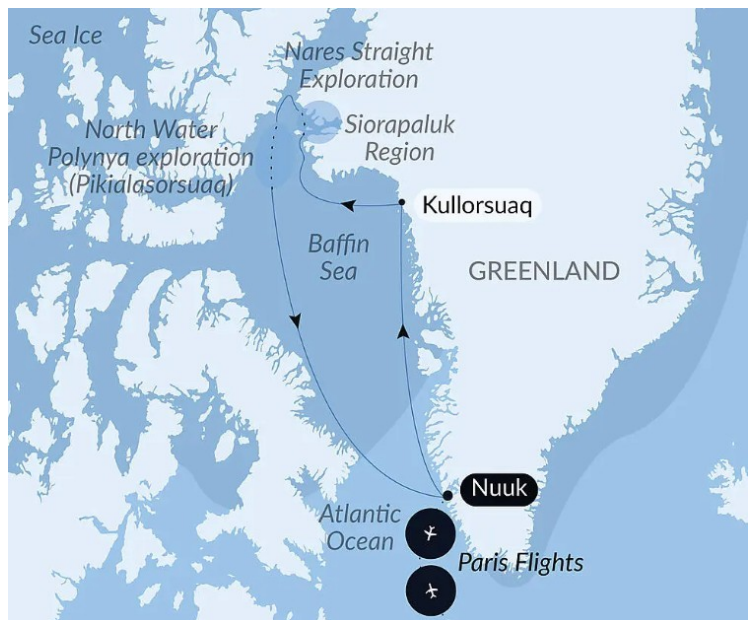 Sea Ice
Nares Straight
Exploration
North Water
Polynya exploration
(Pikialasorsuaq)
Siorapaluk
Region
Kullorsuaq
Baffin
Sea
GREENLAND
Nuuk
Atlantic
Ocean
Paris Flights